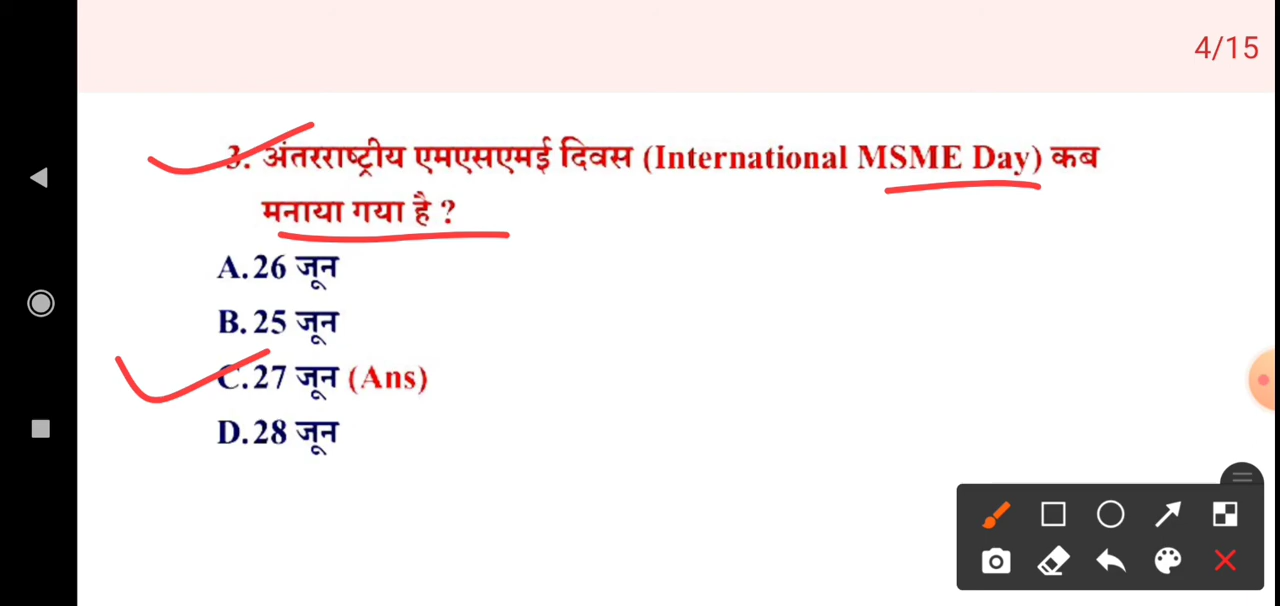 4/15
3. अंतरराष्ट्रीय एमएसएमई दिवस (International MSME Day) कब
मनाया गया है ?
A.26 जून
B.25 जून
C.27 जून (Ans)
D.28 जून